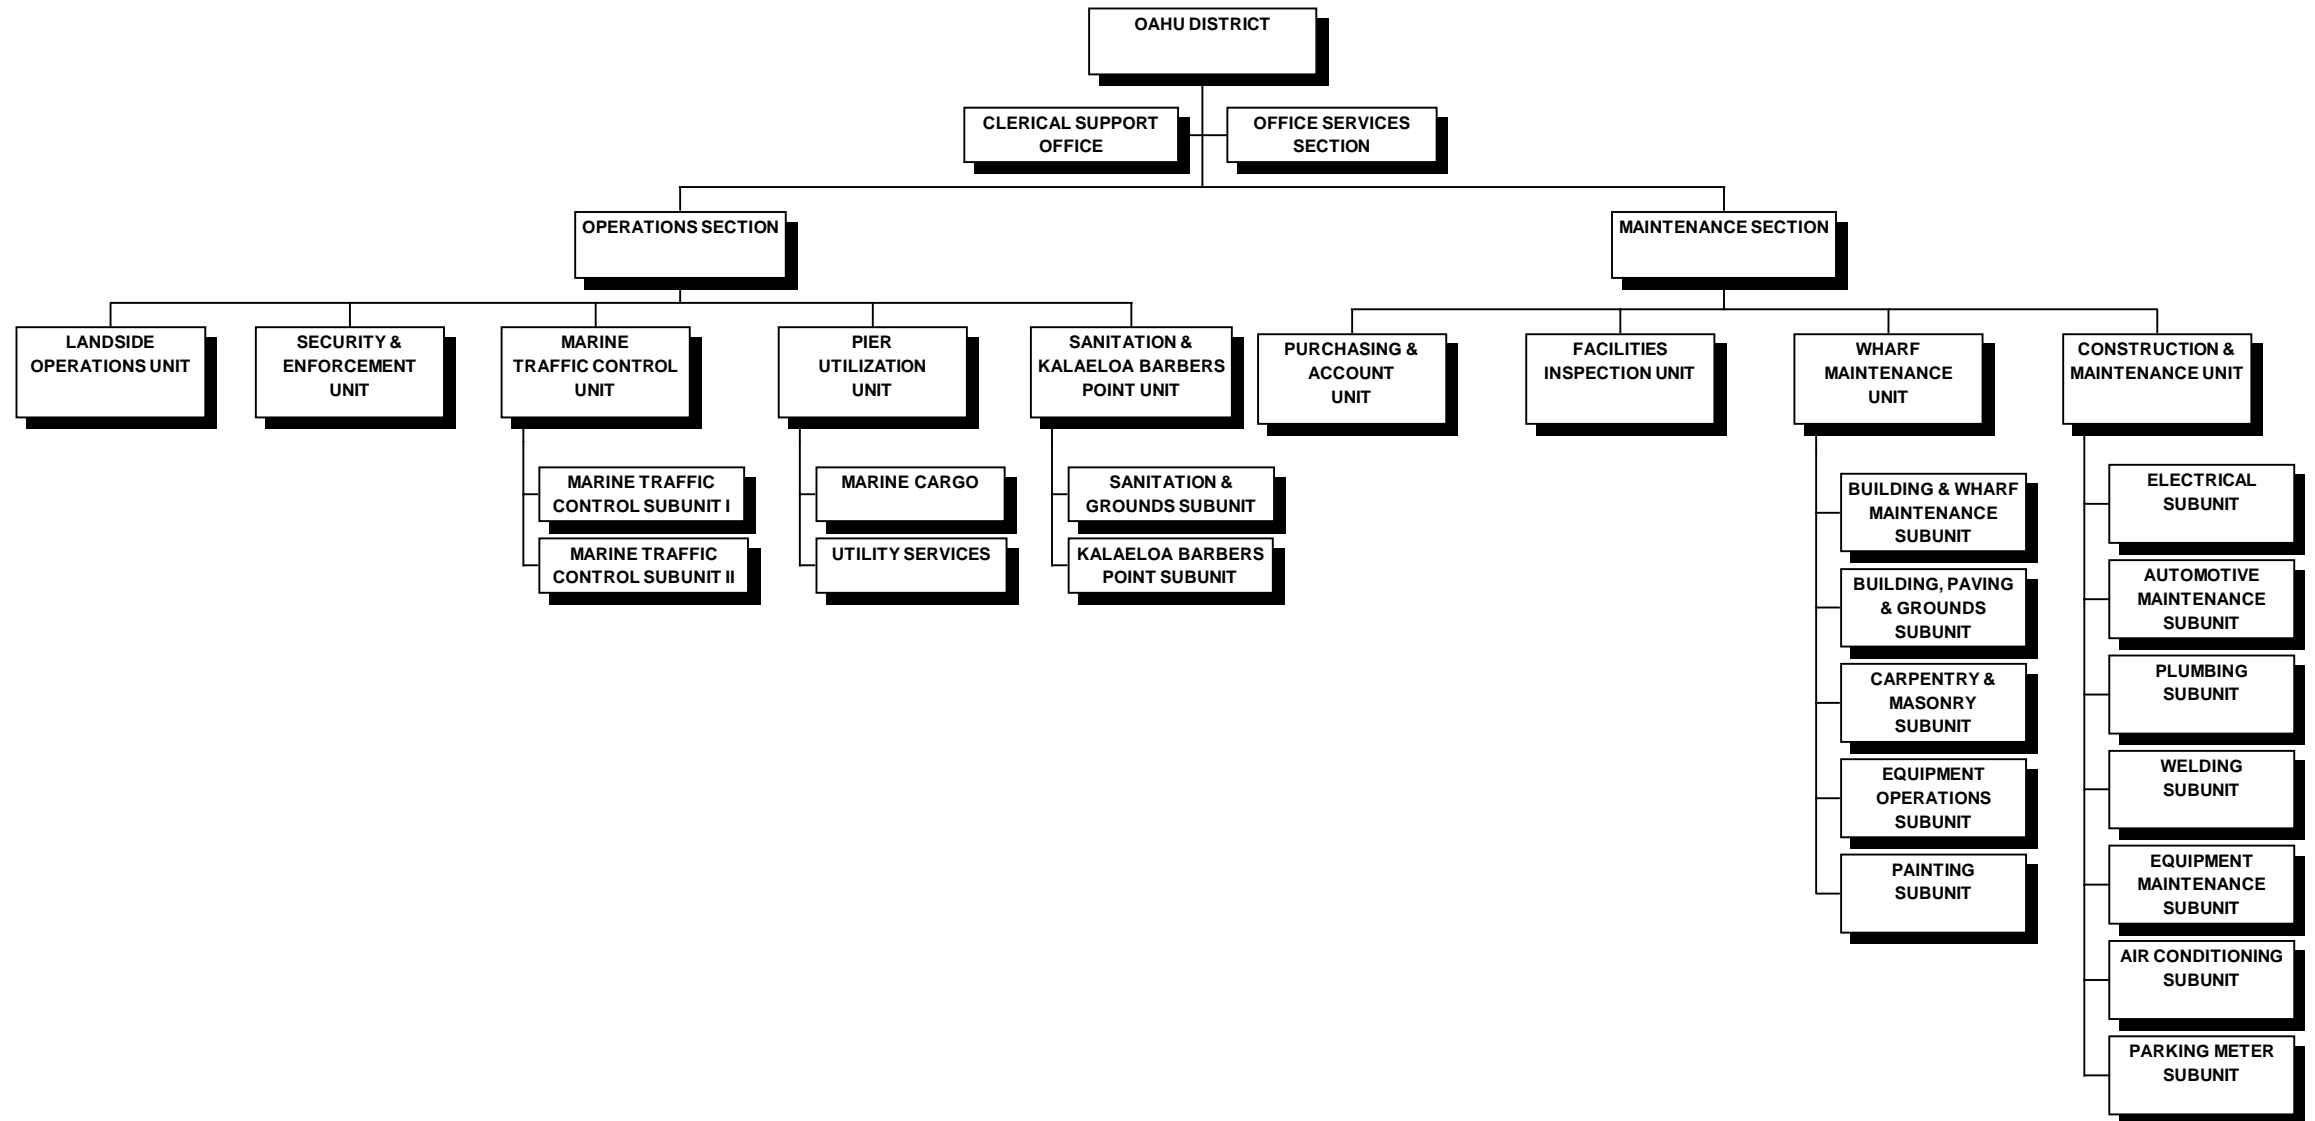 OAHU DISTRICT
CLERICAL SUPPORT
OFFICE
OFFICE SERVICES
SECTION
OPERATIONS SECTION
MAINTENANCE SECTION
LANDSIDE
OPERATIONS UNIT
SECURITY &
ENFORCEMENT
UNIT
MARINE
TRAFFIC CONTROL
UNIT
PIER
UTILIZATION
UNIT
SANITATION &
KALAELOA BARBERS
POINT UNIT
PURCHASING &
ACCOUNT
UNIT
FACILITIES
INSPECTION UNIT
WHARF
MAINTENANCE
UNIT
CONSTRUCTION &
MAINTENANCE UNIT
MARINE TRAFFIC
CONTROL SUBUNIT I
MARINE TRAFFIC
CONTROL SUBUNIT II
MARINE CARGO
UTILITY SERVICES
SANITATION &
GROUNDS SUBUNIT
KALAELOA BARBERS
POINT SUBUNIT
BUILDING & WHARF
MAINTENANCE
SUBUNIT
BUILDING, PAVING
& GROUNDS
SUBUNIT
CARPENTRY &
MASONRY
SUBUNIT
EQUIPMENT
OPERATIONS
SUBUNIT
PAINTING
SUBUNIT
ELECTRICAL
SUBUNIT
AUTOMOTIVE
MAINTENANCE
SUBUNIT
PLUMBING
SUBUNIT
WELDING
SUBUNIT
EQUIPMENT
MAINTENANCE
SUBUNIT
AIR CONDITIONING
SUBUNIT
PARKING METER
SUBUNIT